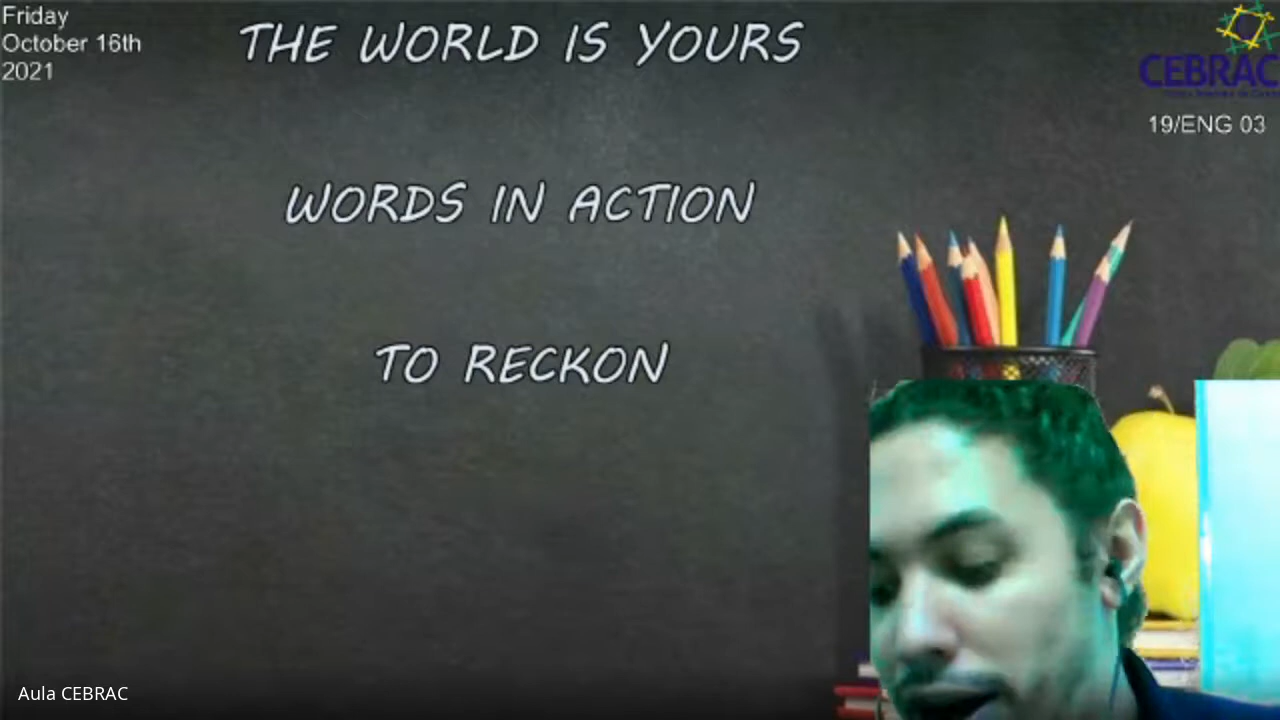 Friday
October 16th
2021
THE WORLD IS YOURS
CEBRAC
19/ENG 03
WORDS IN ACTION
TO RECKON
Aula CEBRAC